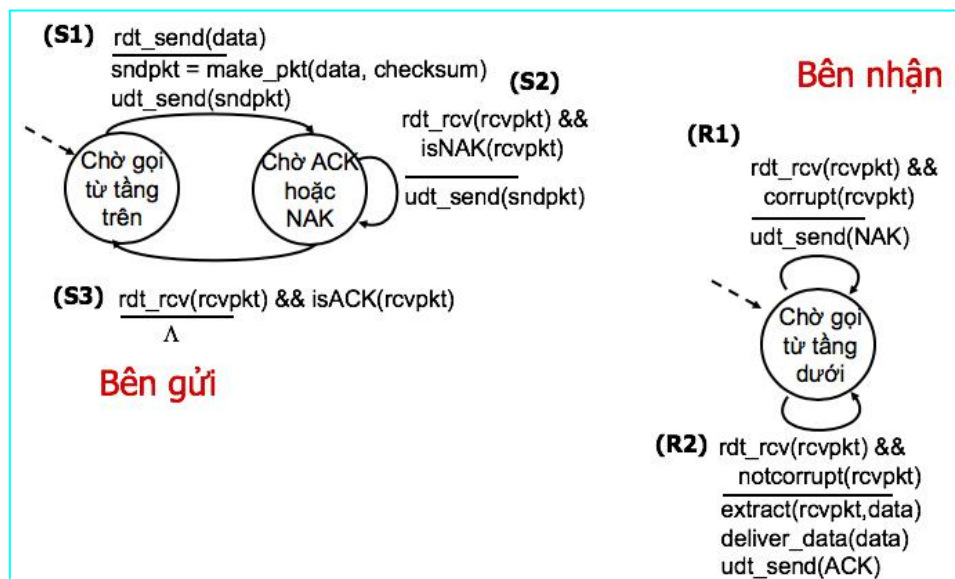 (S1) rdt_send(data)
sndpkt = make_pkt(data, checksum)
udt_send(sndpkt)
Chờ gọi
từ tầng
trên
Chờ ACK
hoặc
NAK
(S2)
rdt_rcv(rcvpkt) &&
isNAK(rcvpkt)
udt_send(sndpkt)
(S3) rdt_rcv(rcvpkt) && isACK(rcvpkt)
Λ
Bên gửi
Bên nhận
(R1)
rdt_rcv(rcvpkt) &&
corrupt(rcvpkt)
udt_send(NAK)
Chờ gọi
từ tầng
dưới
(R2) rdt_rcv(rcvpkt) &&
notcorrupt(rcvpkt)
extract(rcvpkt,data)
deliver_data(data)
udt_send(ACK)